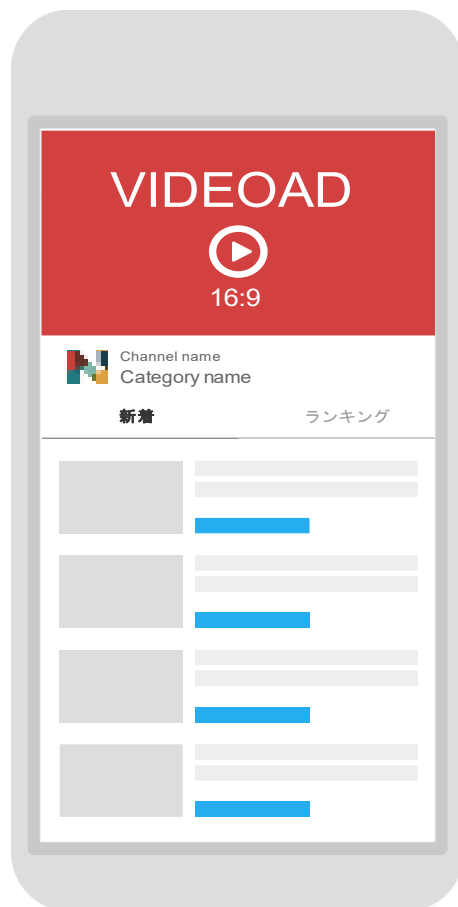 VIDEOAD
16:9
Channel name
Category name
新着 ランキング